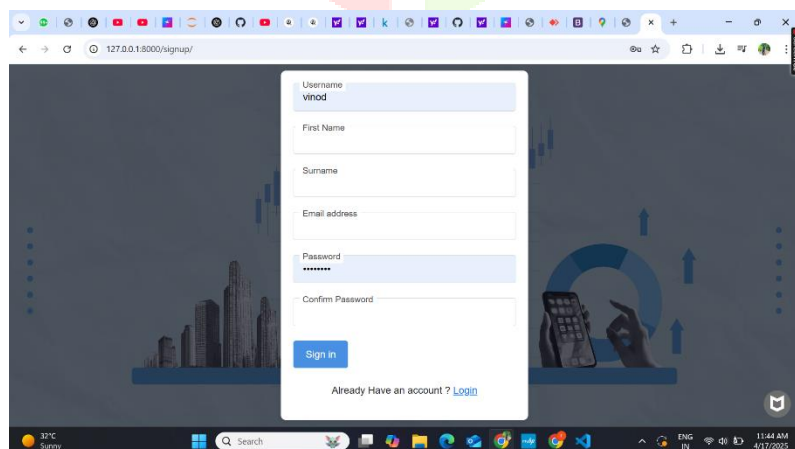 127.0.0.1:8000/signup/
Username
vinod
First Name
Surname
Email address
Password
••••••••
Confirm Password
Sign in
Already Have an account ? Login
32°C
Sunny
Search
ENG
IN
11:44 AM
4/17/2025